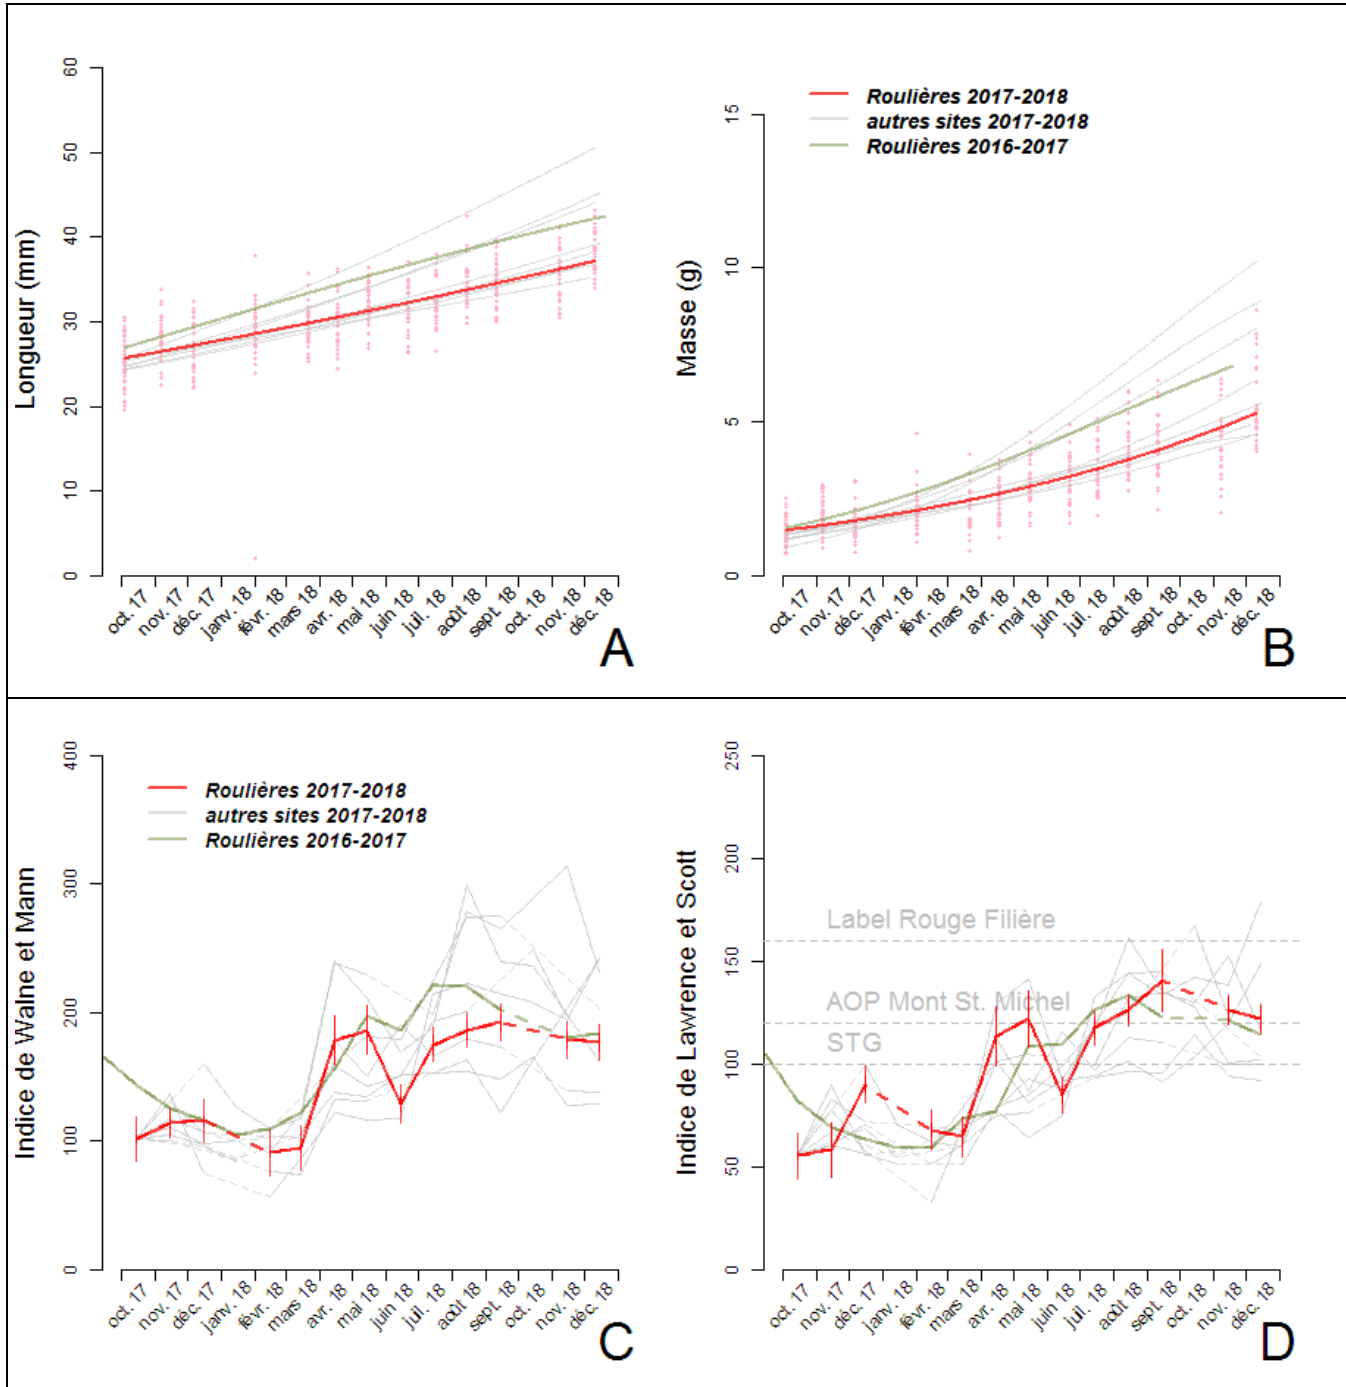 60
50
40
30
20
10
0
Longueur (mm)
oct. 17
nov. 17
déc. 17
janv. 18
févr. 18
mars 18
avr. 18
mai 18
juin 18
juil. 18
août 18
sept. 18
oct. 18
nov. 18
déc. 18
A
Roulières 2017-2018
autres sites 2017-2018
Roulières 2016-2017
15
10
5
0
Masse (g)
oct. 17
nov. 17
déc. 17
janv. 18
févr. 18
mars 18
avr. 18
mai 18
juin 18
juil. 18
août 18
sept. 18
oct. 18
nov. 18
déc. 18
B
Roulières 2017-2018
autres sites 2017-2018
Roulières 2016-2017
400
300
200
100
0
Indice de Walne et Mann
oct. 17
nov. 17
déc. 17
janv. 18
févr. 18
mars 18
avr. 18
mai 18
juin 18
juil. 18
août 18
sept. 18
oct. 18
nov. 18
déc. 18
C
250
200
150
100
50
0
Indice de Lawrence et Scott
Label Rouge Filière
AOP Mont St. Michel
STG
oct. 17
nov. 17
déc. 17
janv. 18
févr. 18
mars 18
avr. 18
mai 18
juin 18
juil. 18
août 18
sept. 18
oct. 18
nov. 18
déc. 18
D